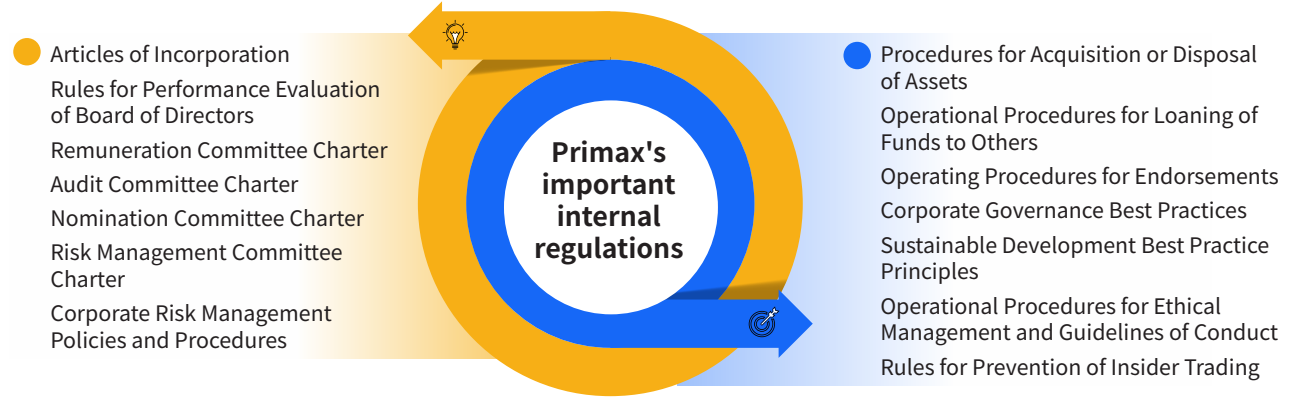 Articles of Incorporation
Rules for Performance Evaluation
of Board of Directors
Remuneration Committee Charter
Audit Committee Charter
Nomination Committee Charter
Risk Management Committee
Charter
Corporate Risk Management
Policies and Procedures
Primax's
important
internal
regulations
Procedures for Acquisition or Disposal
of Assets
Operational Procedures for Loaning of
Funds to Others
Operating Procedures for Endorsements
Corporate Governance Best Practices
Sustainable Development Best Practice
Principles
Operational Procedures for Ethical
Management and Guidelines of Conduct
Rules for Prevention of Insider Trading